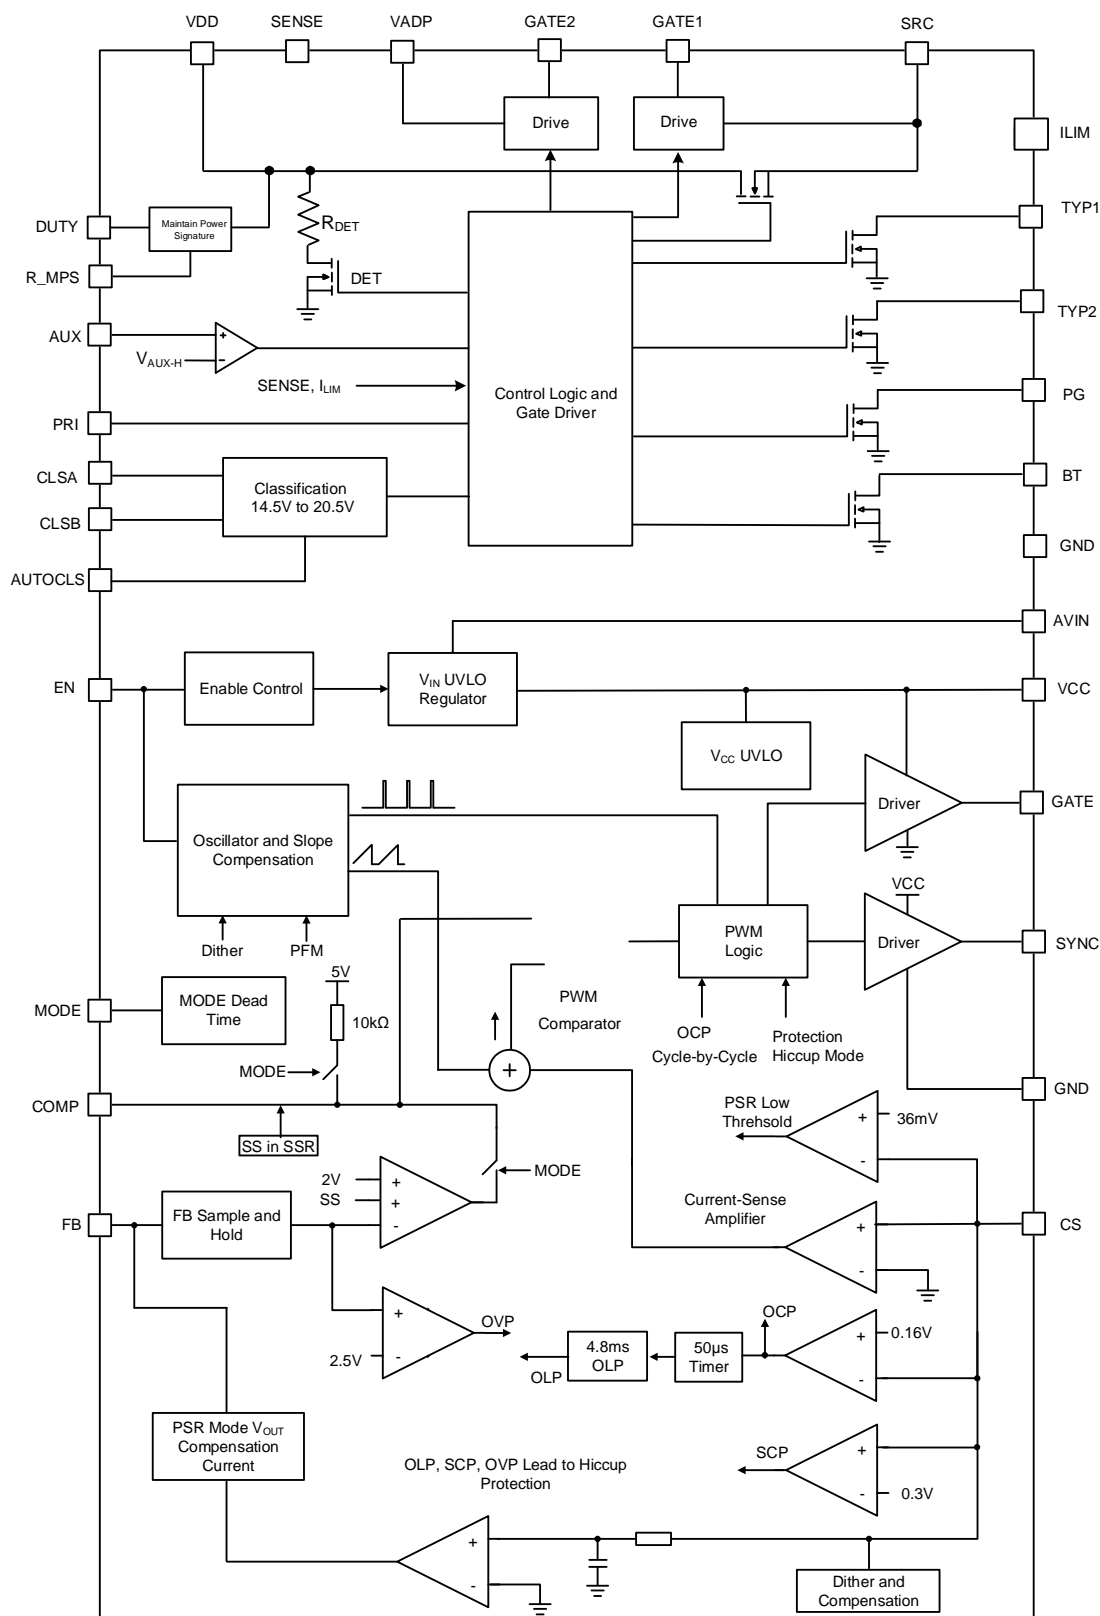 VDD
SENSE
VADP
GATE2
GATE1
SRC
Drive
Drive
ILIM
DUTY
Maintain Power
Signature
R_DET
TYP1
R_MPS
DET
AUX
+
V_AUX-H
-
TYP2
SENSE, I_LIM
Control Logic and
Gate Driver
PG
PRI
CLSA
Classification
14.5V to 20.5V
CLSB
BT
GND
AUTOCLS
AVIN
EN
Enable Control
V_IN UVLO
Regulator
VCC
V_CC UVLO
Driver
GATE
Oscillator and Slope
Compensation
VCC
Dither
PFM
PWM
Logic
Driver
SYNC
MODE
MODE Dead
Time
5V
10kΩ
PWM
Comparator
OCP
Cycle-by-Cycle
Protection
Hiccup Mode
MODE
+
COMP
GND
PSR Low
Threhsold
+
36mV
-
SS in SSR
MODE
2V
+
SS
+
-
FB
FB Sample and
Hold
Current-Sense
Amplifier
+
-
CS
+
OVP
2.5V
-
OLP
4.8ms
OLP
50µs
Timer
OCP
+
0.16V
-
PSR Mode V_OUT
Compensation
Current
OLP, SCP, OVP Lead to Hiccup
Protection
SCP
+
-
0.3V
+
-
Dither and
Compensation